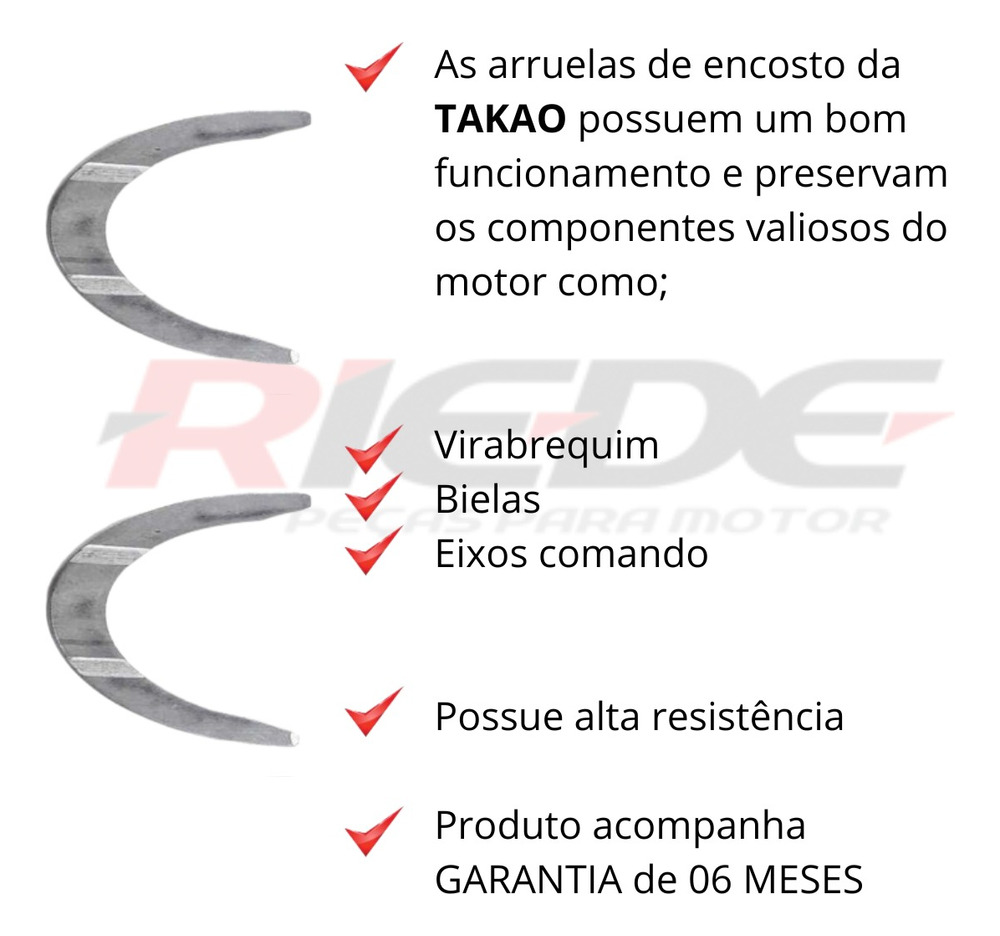 As arruelas de encosto da
TAKAO possuem um bom
funcionamento e preservam
os componentes valiosos do
motor como;
RIEDE
Virabrequim
Bielas
PEÇAS PARA MOTOR
Eixos comando
Possue alta resistência
Produto acompanha
GARANTIA de 06 MESES